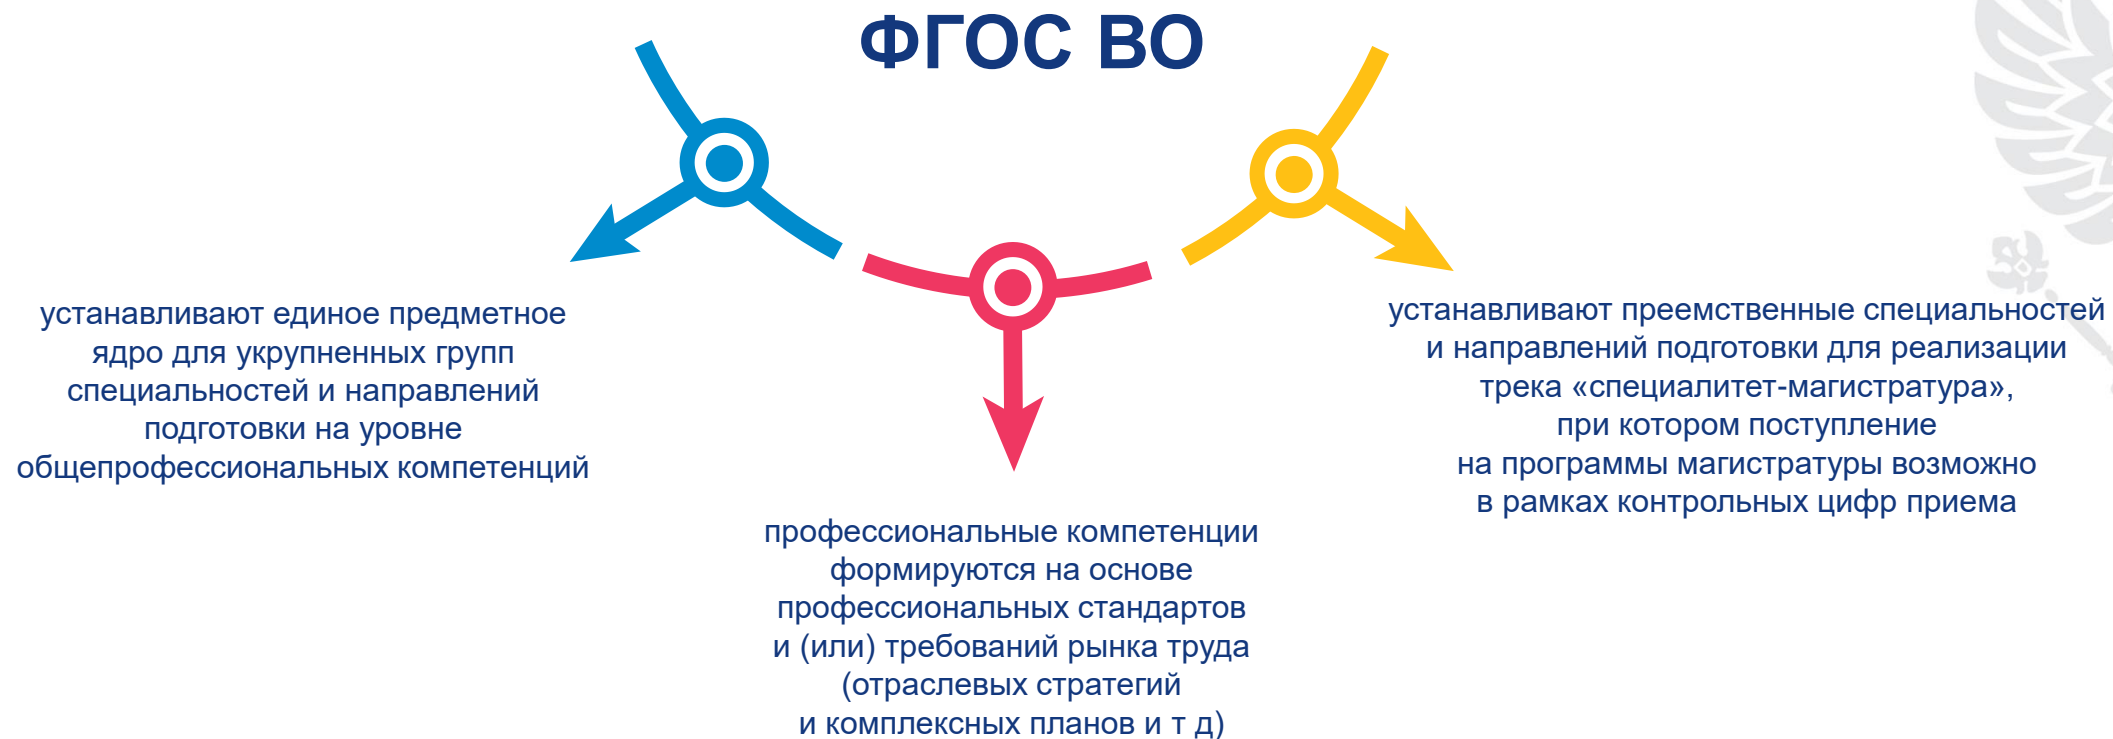 ФГОС ВО
устанавливают единое предметное
ядро для укрупненных групп
специальностей и направлений
подготовки на уровне
общепрофессиональных компетенций
профессиональные компетенции
формируются на основе
профессиональных стандартов
и (или) требований рынка труда
(отраслевых стратегий
и комплексных планов и т д)
устанавливают преемственные специальностей
и направлений подготовки для реализации
трека «специалитет-магистратура»,
при котором поступление
на программы магистратуры возможно
в рамках контрольных цифр приема